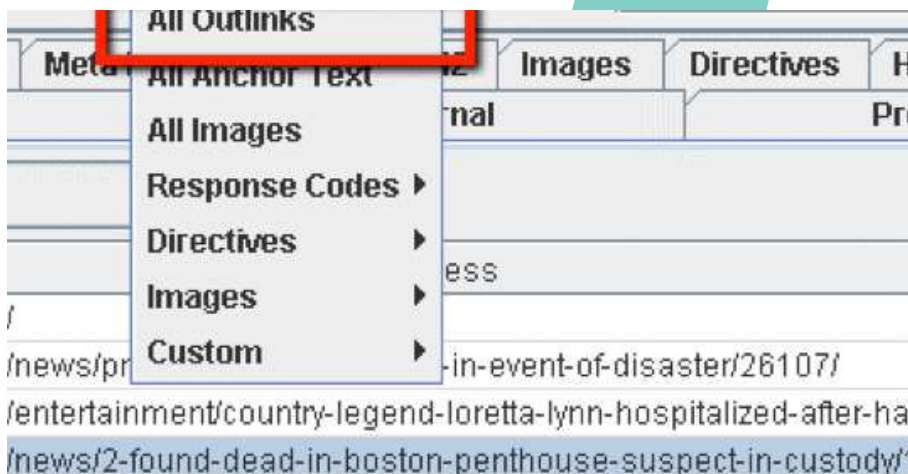 All Outlinks
Meta
All Anchor Text
Images
Directives
H
All Images
Response Codes
Directives
Images
Custom
/
/news/pr
-in-event-of-disaster/26107/
/entertainment/country-legend-loretta-lynn-hospitalized-after-ha
/news/2-found-dead-in-boston-penthouse-suspect-in-custody/